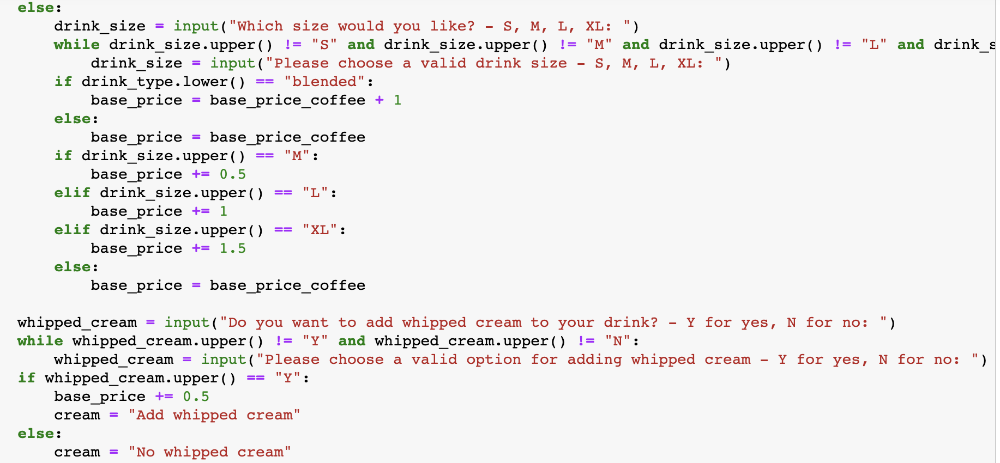 else:
    drink_size = input("Which size would you like? - S, M, L, XL: ")
    while drink_size.upper() != "S" and drink_size.upper() != "M" and drink_size.upper() != "L" and drink_s
        drink_size = input("Please choose a valid drink size - S, M, L, XL: ")
    if drink_type.lower() == "blended":
        base_price = base_price_coffee + 1
    else:
        base_price = base_price_coffee
    if drink_size.upper() == "M":
        base_price += 0.5
    elif drink_size.upper() == "L":
        base_price += 1
    elif drink_size.upper() == "XL":
        base_price += 1.5
    else:
        base_price = base_price_coffee

whipped_cream = input("Do you want to add whipped cream to your drink? - Y for yes, N for no: ")
while whipped_cream.upper() != "Y" and whipped_cream.upper() != "N":
    whipped_cream = input("Please choose a valid option for adding whipped cream - Y for yes, N for no: ")
if whipped_cream.upper() == "Y":
    base_price += 0.5
    cream = "Add whipped cream"
else:
    cream = "No whipped cream"